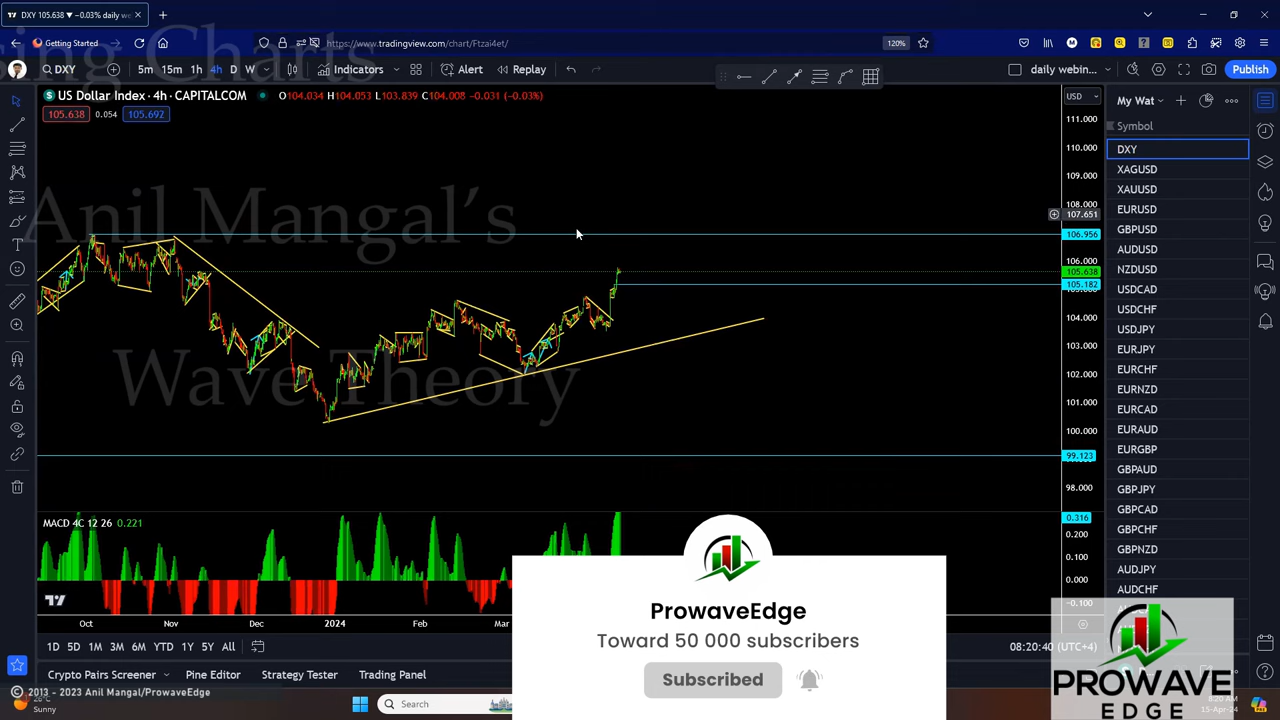 DXY 105.638 ▼ −0.03% daily we
Getting Started
https://www.tradingview.com/chart/Ftzai4et/
120%
DXY
5m 15m 1h 4h D W
Indicators
Alert
Replay
daily webin...
Publish
US Dollar Index · 4h · CAPITALCOM
O104.034 H104.053 L103.839 C104.008 −0.031 (−0.03%)
105.638 0.054 105.692
USD
My Wat
Symbol
DXY
XAGUSD
XAUUSD
EURUSD
GBPUSD
AUDUSD
NZDUSD
USDCAD
USDCHF
USDJPY
EURJPY
EURCHF
EURNZD
EURCAD
EURAUD
EURGBP
GBPAUD
GBPJPY
GBPCAD
GBPCHF
GBPNZD
AUDJPY
AUDCHF
111.000
110.000
109.000
108.000
107.651
106.956
106.000
105.638
105.182
104.000
103.000
102.000
101.000
100.000
99.123
98.000
0.316
0.200
0.100
0.000
−0.100
Charts
Anil Mangal's
Wave Theory
MACD 4C 12 26 0.221
Oct Nov Dec 2024 Feb Mar
1D 5D 1M 3M 6M YTD 1Y 5Y All
08:20:40 (UTC+4)
Crypto Pairs Screener
Pine Editor
Strategy Tester
Trading Panel
© 2013 - 2023 Anil Mangal/ProwaveEdge
Sunny
Search
15-Apr-24
ProwaveEdge
Toward 50 000 subscribers
Subscribed
PROWAVE
EDGE